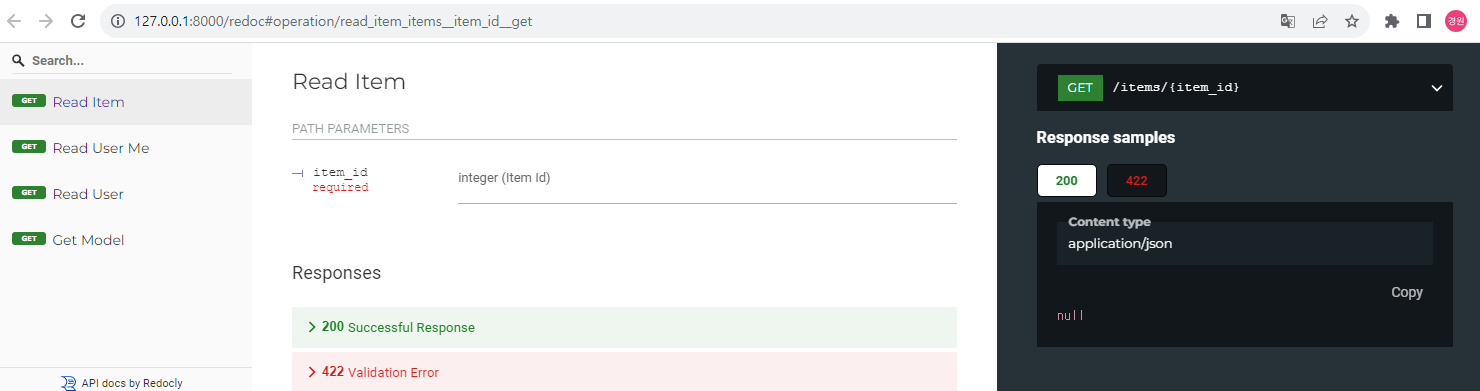 127.0.0.1:8000/redoc#operation/read_item_items__item_id__get
경원
Search...
GET Read Item
GET Read User Me
GET Read User
GET Get Model
API docs by Redocly
Read Item
PATH PARAMETERS
item_id
required
integer (Item Id)
Responses
200 Successful Response
422 Validation Error
GET /items/{item_id}
Response samples
200 422
Content type
application/json
Copy
null